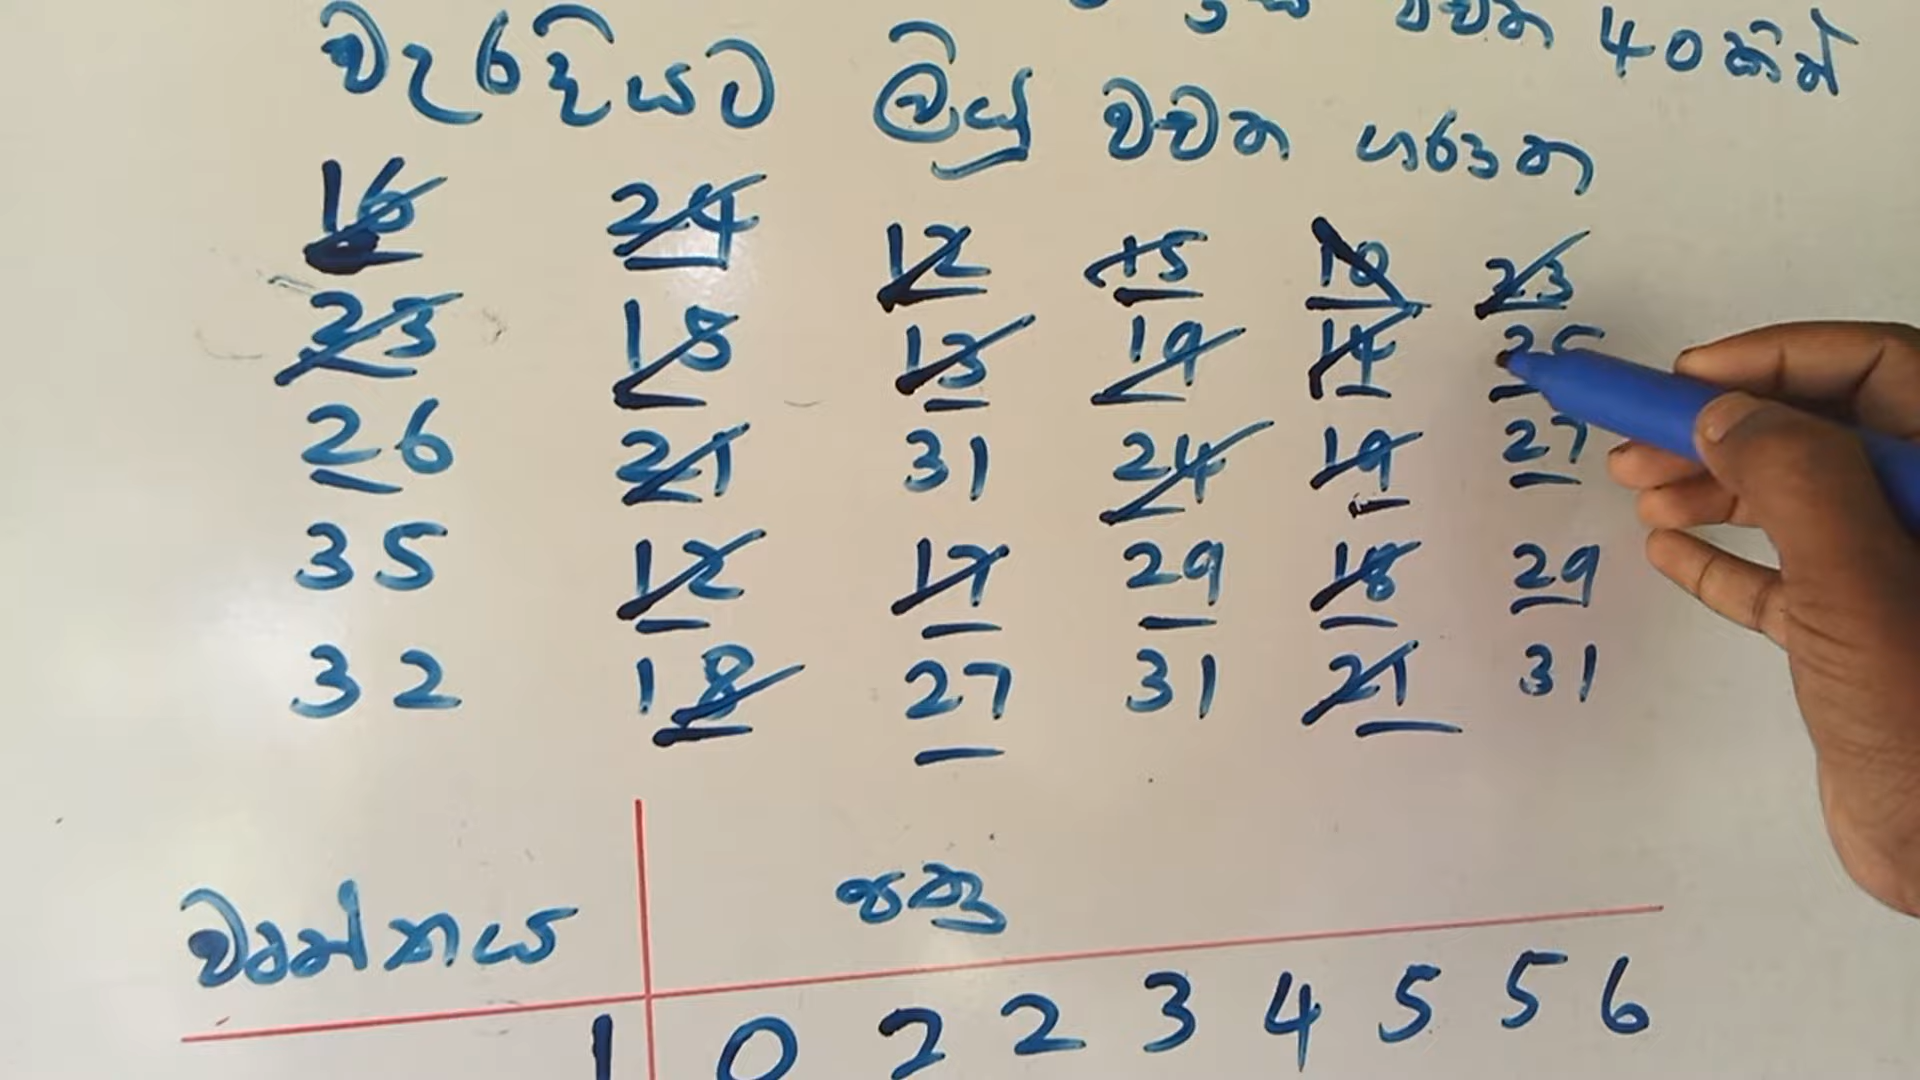 වචන 40කින්
වැරදියට ලියූ වචන ගණන
16 24 12 15 10 23
23 18 13 19 14 25
26 21 31 24 19 27
35 12 17 29 18 29
32 18 27 31 21 31
පත්‍ර
වෘන්තය
1 0 2 2 3 4 5 5 6